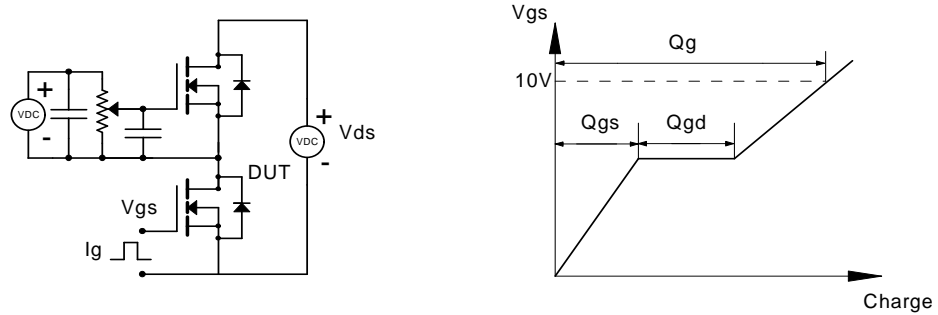 +
VDC
-
+
VDC
-
Vds
DUT
Vgs
Ig
Vgs
Qg
10V
Qgs
Qgd
Charge